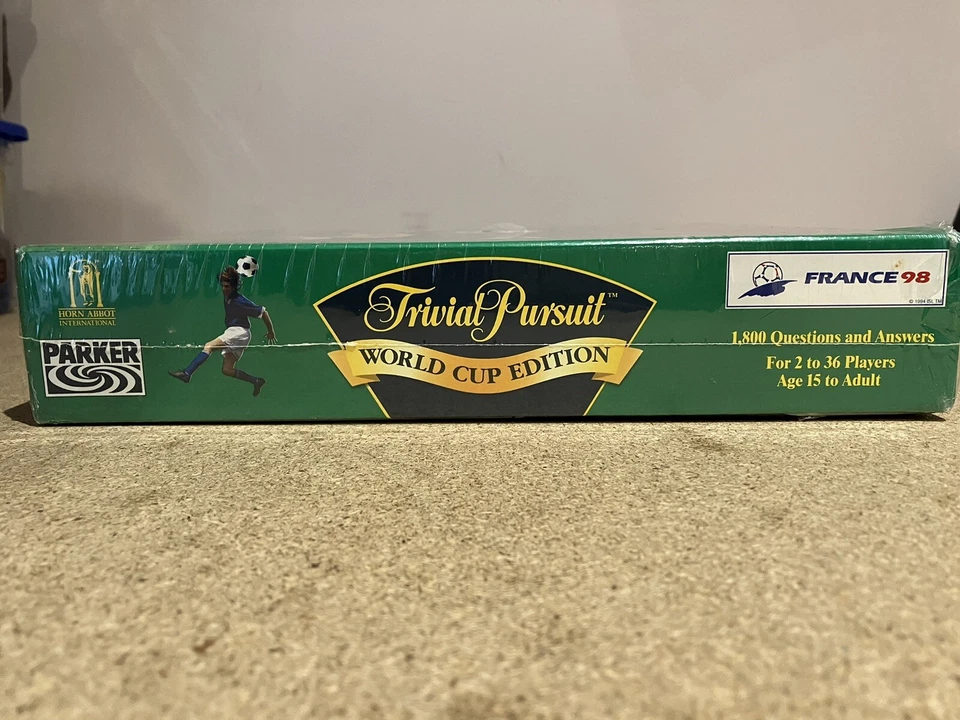 HORN ABBOT
INTERNATIONAL
PARKER
Trivial Pursuit™
WORLD CUP EDITION
FRANCE 98
© 1994 ISL TM
1,800 Questions and Answers
For 2 to 36 Players
Age 15 to Adult